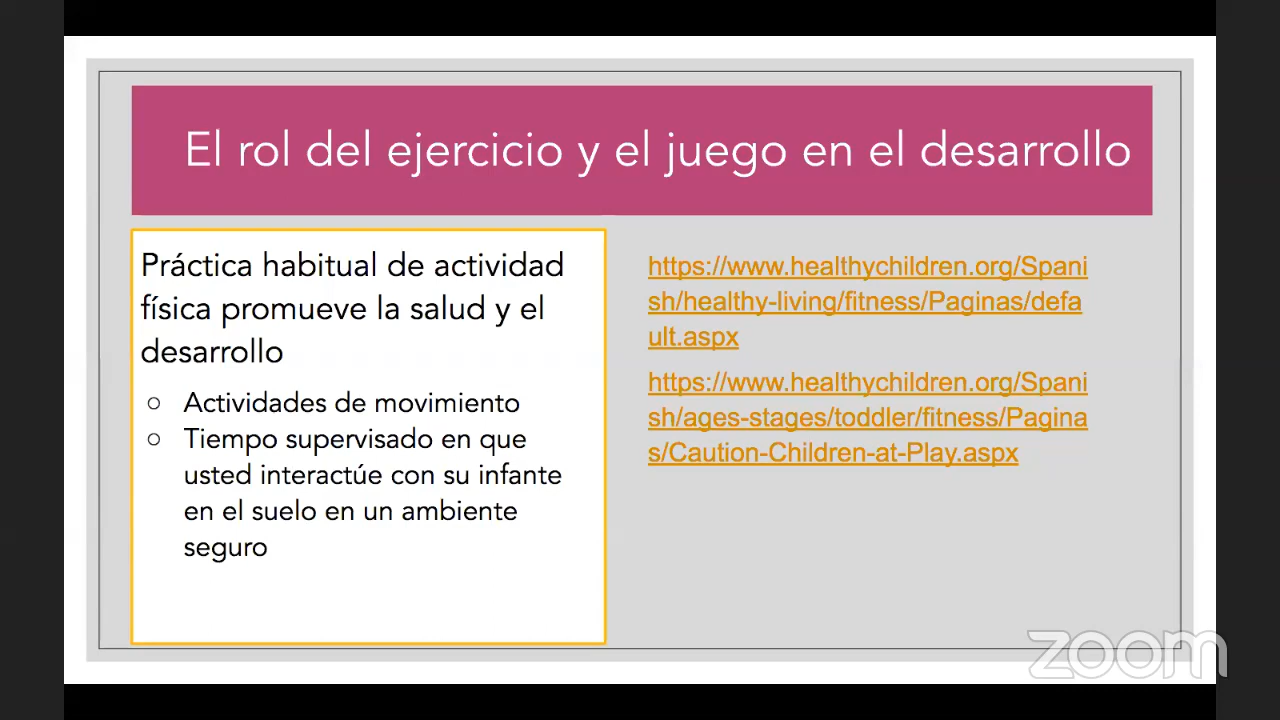 El rol del ejercicio y el juego en el desarrollo
Práctica habitual de actividad
física promueve la salud y el
desarrollo
○ Actividades de movimiento
○ Tiempo supervisado en que
usted interactúe con su infante
en el suelo en un ambiente
seguro
https://www.healthychildren.org/Spani
sh/healthy-living/fitness/Paginas/defa
ult.aspx
https://www.healthychildren.org/Spani
sh/ages-stages/toddler/fitness/Pagina
s/Caution-Children-at-Play.aspx
zoom